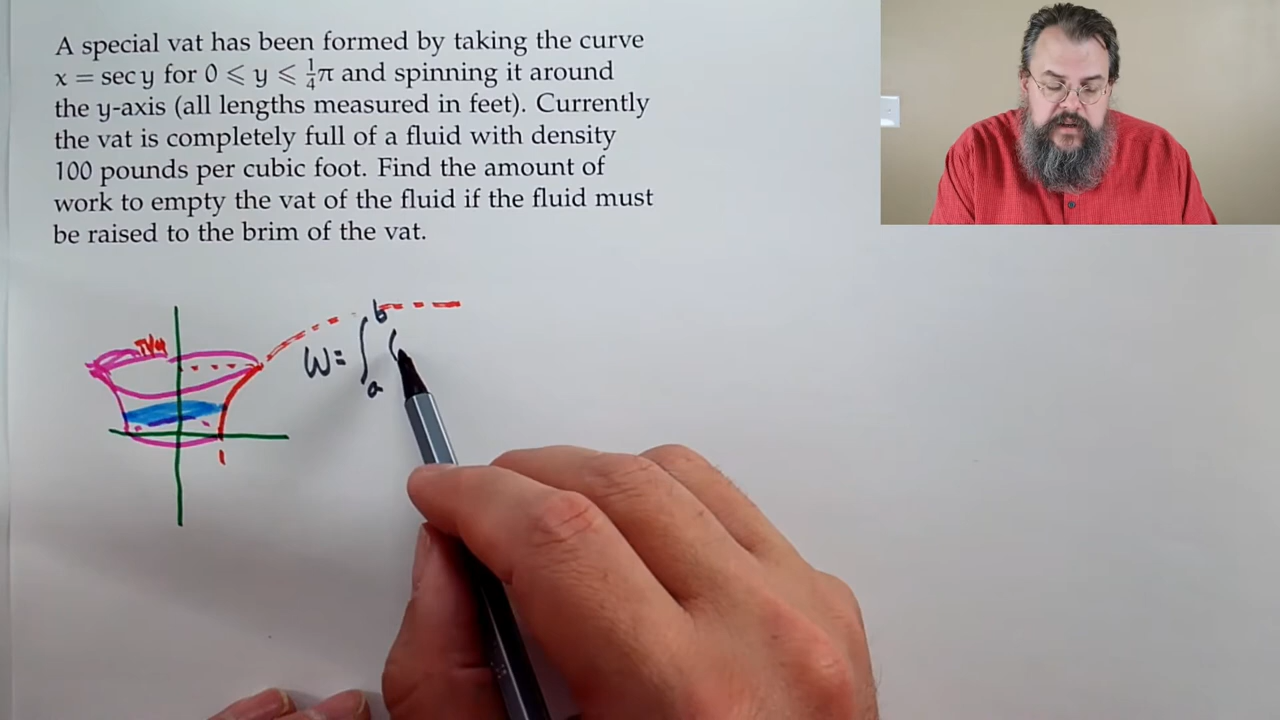 A special vat has been formed by taking the curve
x = sec y for 0 ⩽ y ⩽ ¼π and spinning it around
the y-axis (all lengths measured in feet). Currently
the vat is completely full of a fluid with density
100 pounds per cubic foot. Find the amount of
work to empty the vat of the fluid if the fluid must
be raised to the brim of the vat.
π/4
W = ∫_a^b (
1